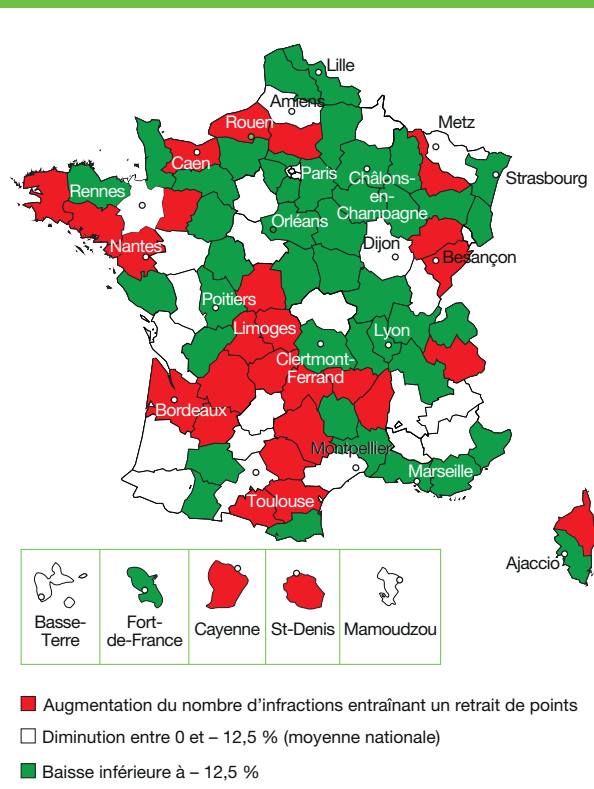 Lille
Amiens
Rouen
Metz
Caen
Paris
Châlons-
en-
Champagne
Strasbourg
Rennes
Orléans
Nantes
Dijon
Besançon
Poitiers
Limoges
Lyon
Clertmont-
Ferrand
Bordeaux
Montpellier
Marseille
Toulouse
Ajaccio
Basse-
Terre
Fort-
de-France
Cayenne
St-Denis
Mamoudzou
Augmentation du nombre d’infractions entraînant un retrait de points
Diminution entre 0 et – 12,5 % (moyenne nationale)
Baisse inférieure à – 12,5 %